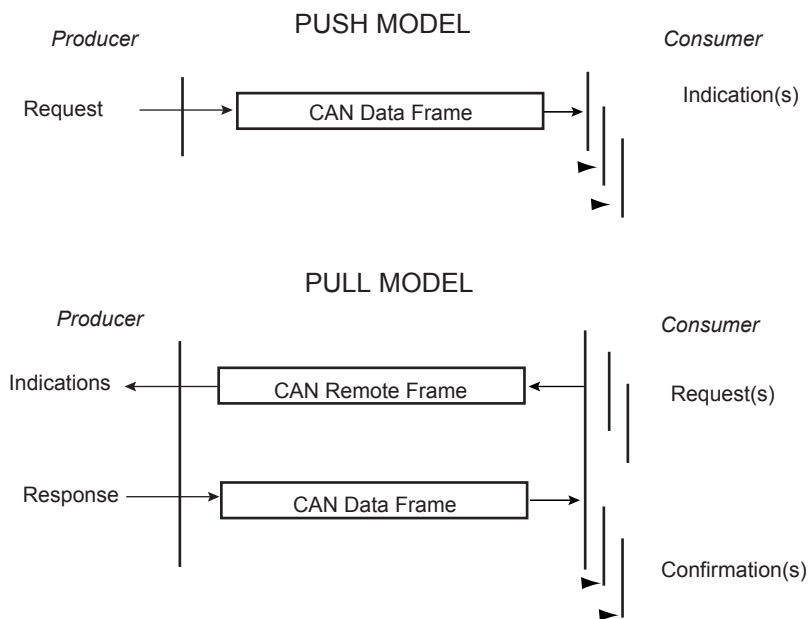 PUSH MODEL
Producer
Consumer
Request
CAN Data Frame
Indication(s)
PULL MODEL
Producer
Consumer
Indications
CAN Remote Frame
Request(s)
Response
CAN Data Frame
Confirmation(s)